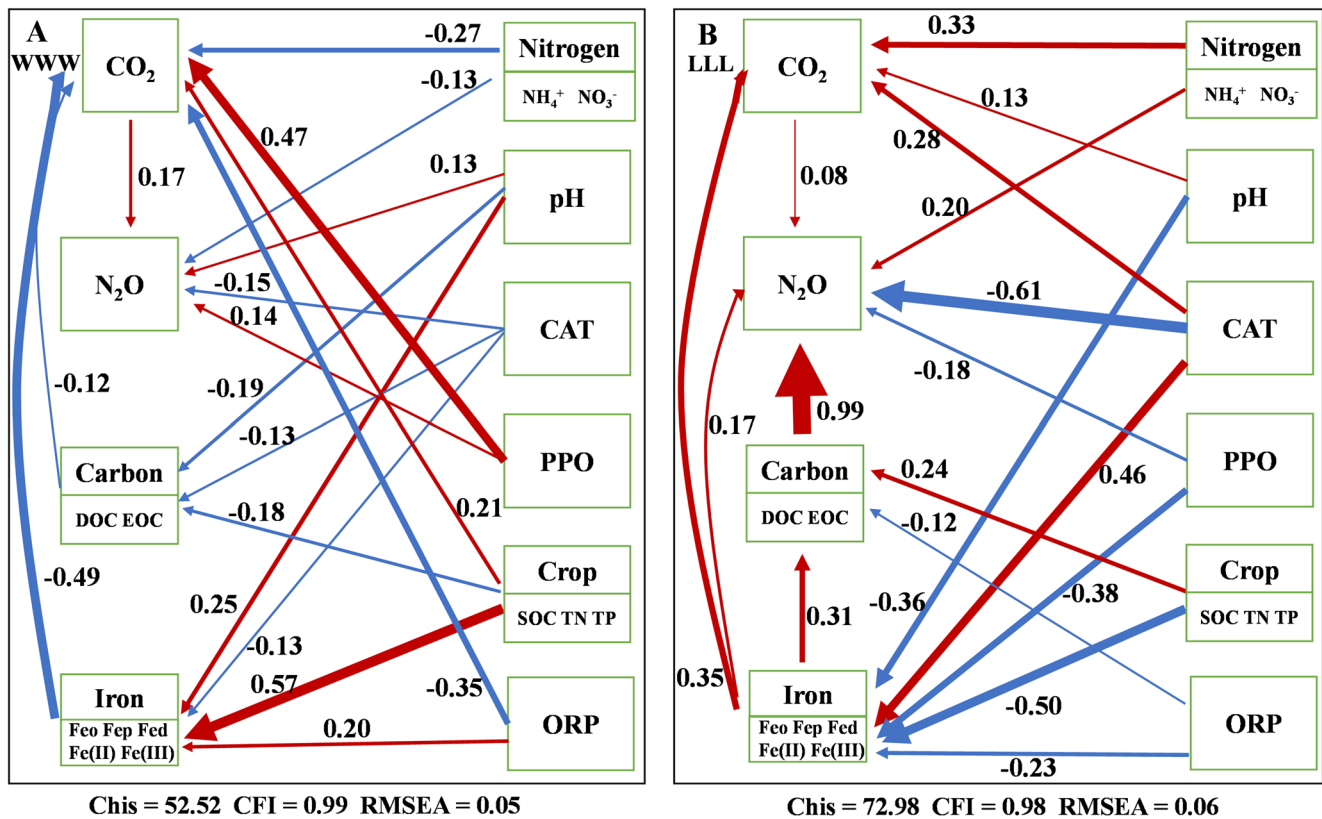 A
WWW
CO₂
-0.27
Nitrogen
NH₄⁺ NO₃⁻
-0.13
0.47
0.17
0.13
pH
N₂O
-0.15
0.14
CAT
-0.12
-0.19
-0.13
PPO
Carbon
DOC EOC
-0.18
0.21
Crop
SOC TN TP
-0.49
0.25
-0.13
0.57
-0.35
Iron
Feo Fep Fed
Fe(II) Fe(III)
0.20
ORP
Chis = 52.52 CFI = 0.99 RMSEA = 0.05
B
LLL
CO₂
0.33
Nitrogen
NH₄⁺ NO₃⁻
0.13
0.28
0.08
pH
0.20
N₂O
-0.61
CAT
-0.18
0.99
0.17
PPO
Carbon
DOC EOC
0.24
0.46
-0.12
Crop
SOC TN TP
-0.36
-0.38
0.31
0.35
Iron
Feo Fep Fed
Fe(II) Fe(III)
-0.50
ORP
-0.23
Chis = 72.98 CFI = 0.98 RMSEA = 0.06